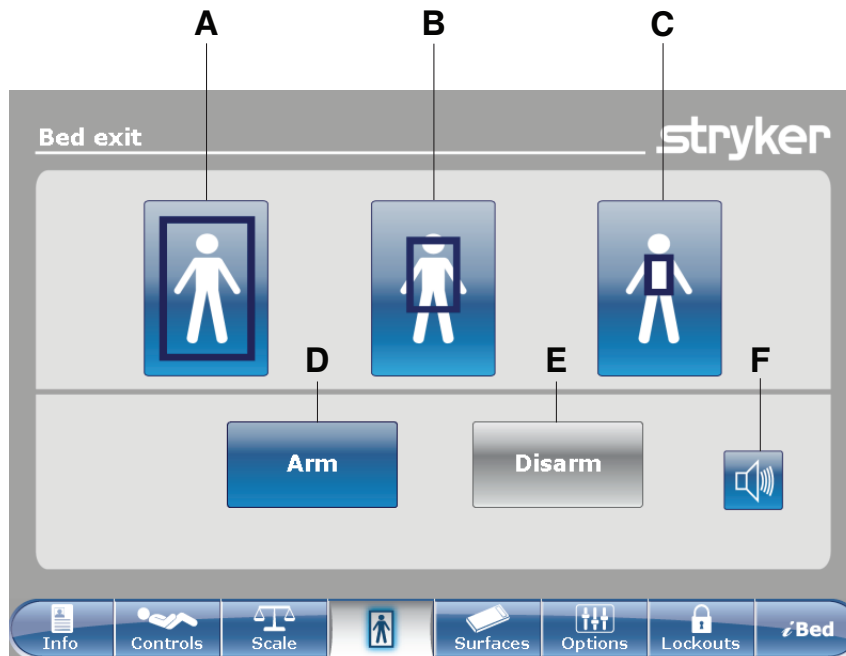 A B C
Bed exit
stryker
D E F
Arm
Disarm
Info
Controls
Scale
Surfaces
Options
Lockouts
iBed